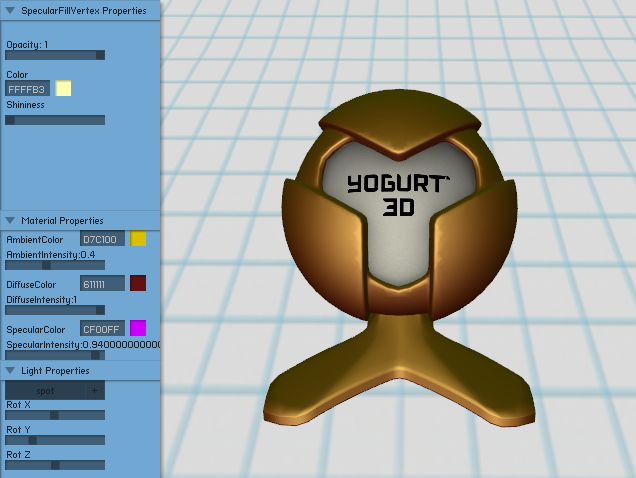 SpecularFillVertex Properties
Opacity: 1
Color
FFFFB3
Shininess
Material Properties
AmbientColor D7C100
AmbientIntensity:0.4
DiffuseColor 611111
DiffuseIntensity:1
SpecularColor CF00FF
SpecularIntensity:0.940000000000
Light Properties
spot +
Rot X
Rot Y
Rot Z
YOGURT
3D